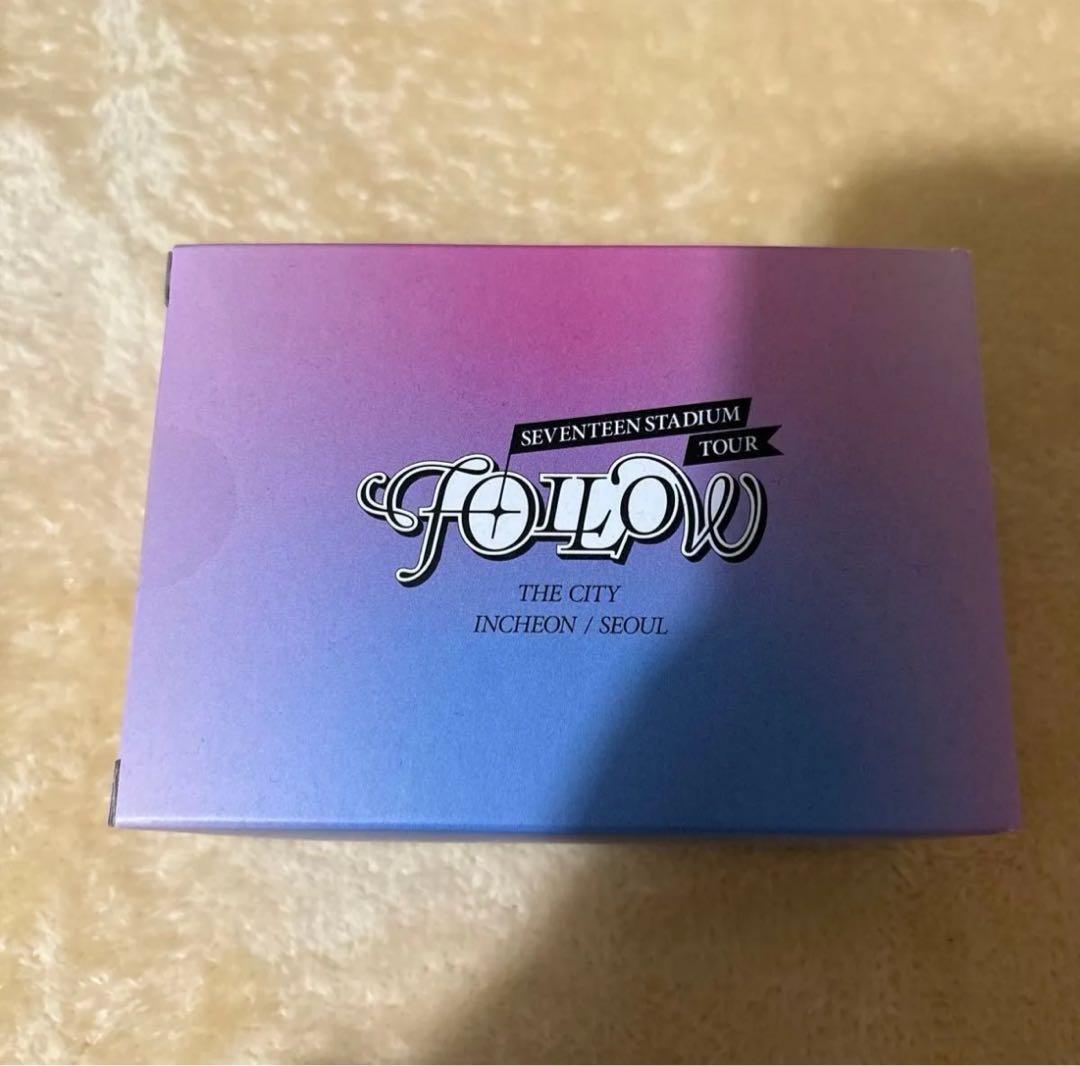 SEVENTEEN STADIUM
TOUR
FOLLOW
THE CITY
INCHEON / SEOUL